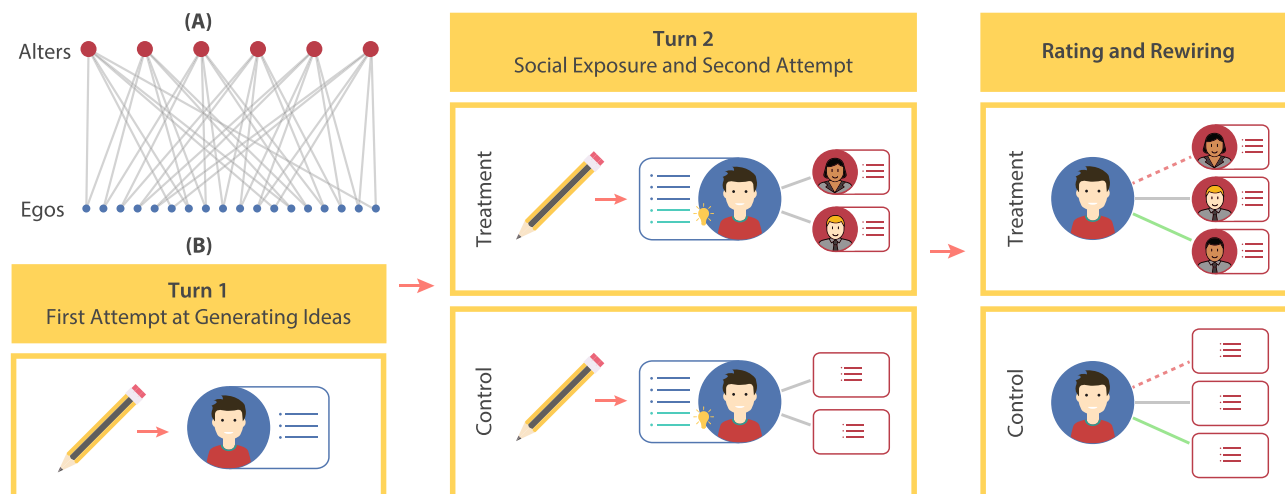 (A)
Alters
Egos
(B)
Turn 1
First Attempt at Generating Ideas
Turn 2
Social Exposure and Second Attempt
Treatment
Control
Rating and Rewiring
Treatment
Control